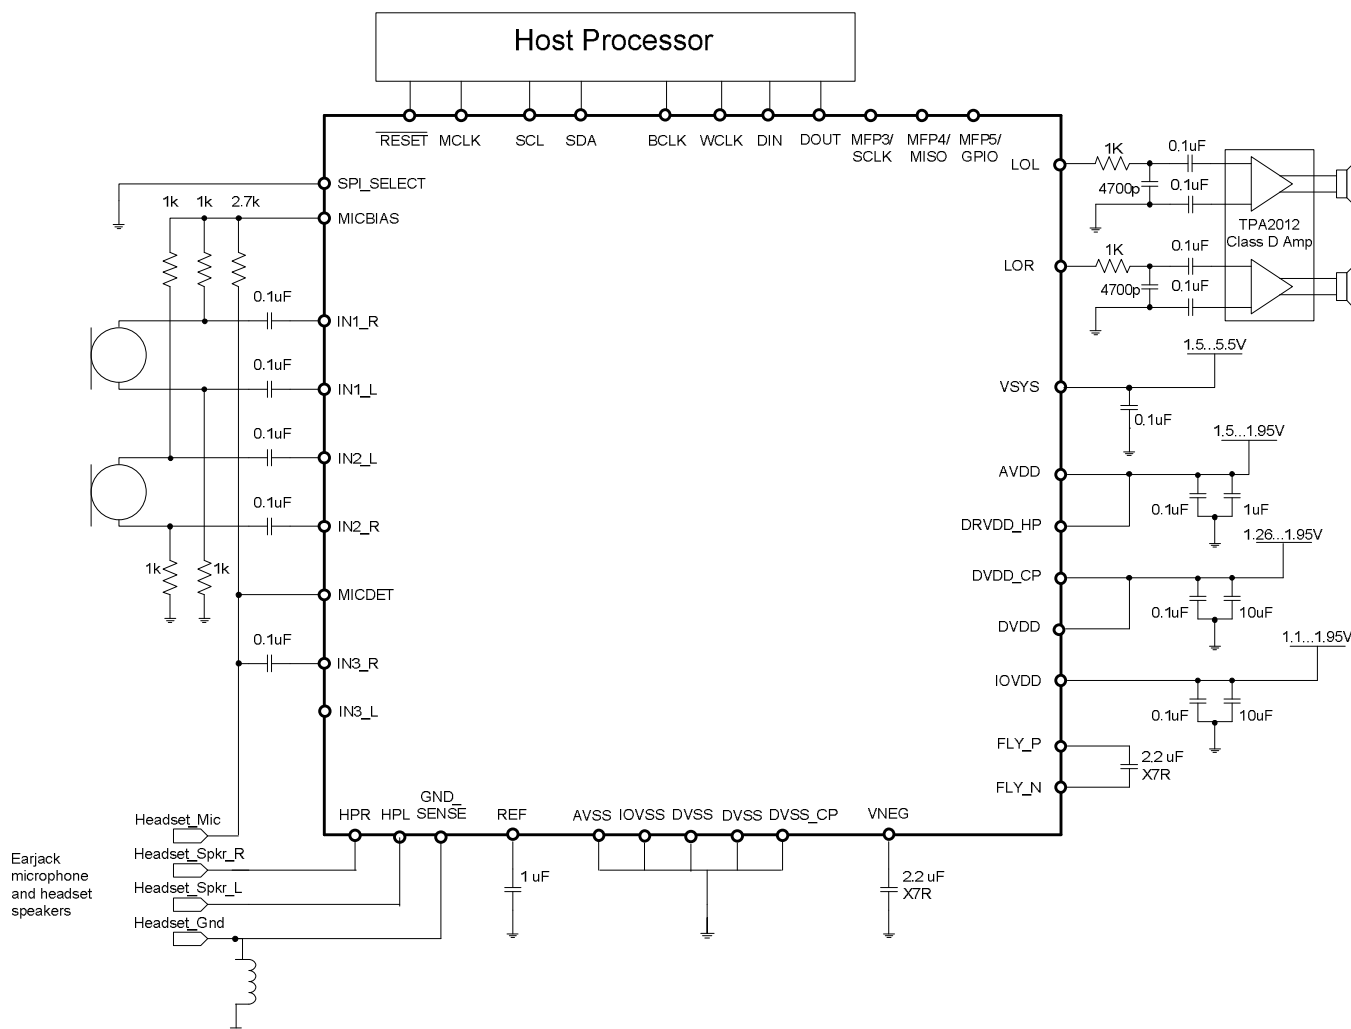 Host Processor
RESET
MCLK
SCL
SDA
BCLK
WCLK
DIN
DOUT
MFP3/
SCLK
MFP4/
MISO
MFP5/
GPIO
SPI_SELECT
1k
1k
2.7k
MICBIAS
0.1uF
IN1_R
0.1uF
IN1_L
0.1uF
IN2_L
0.1uF
IN2_R
1k
1k
MICDET
0.1uF
IN3_R
IN3_L
LOL
1K
0.1uF
4700p
0.1uF
TPA2012
Class D Amp
LOR
1K
0.1uF
4700p
0.1uF
1.5...5.5V
VSYS
0.1uF
1.5...1.95V
AVDD
0.1uF
1uF
DRVDD_HP
1.26...1.95V
DVDD_CP
0.1uF
10uF
DVDD
1.1...1.95V
IOVDD
0.1uF
10uF
FLY_P
2.2 uF
X7R
FLY_N
HPR
HPL
GND_
SENSE
REF
AVSS
IOVSS
DVSS
DVSS
DVSS_CP
VNEG
1 uF
2.2 uF
X7R
Headset_Mic
Headset_Spkr_R
Headset_Spkr_L
Headset_Gnd
Earjack
microphone
and headset
speakers